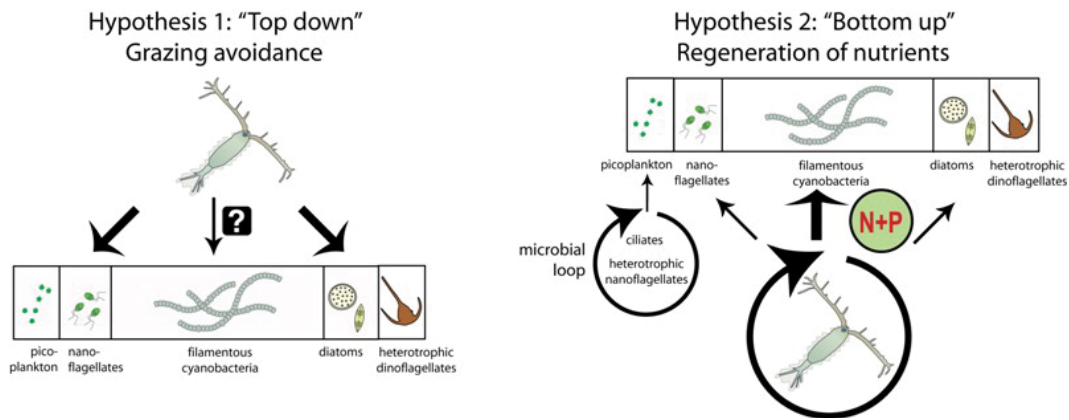 Hypothesis 1: “Top down”
Grazing avoidance
?
pico-
plankton
nano-
flagellates
filamentous
cyanobacteria
diatoms
heterotrophic
dinoflagellates
Hypothesis 2: “Bottom up”
Regeneration of nutrients
picoplankton
nano-
flagellates
filamentous
cyanobacteria
diatoms
heterotrophic
dinoflagellates
N+P
microbial
loop
ciliates
heterotrophic
nanoflagellates